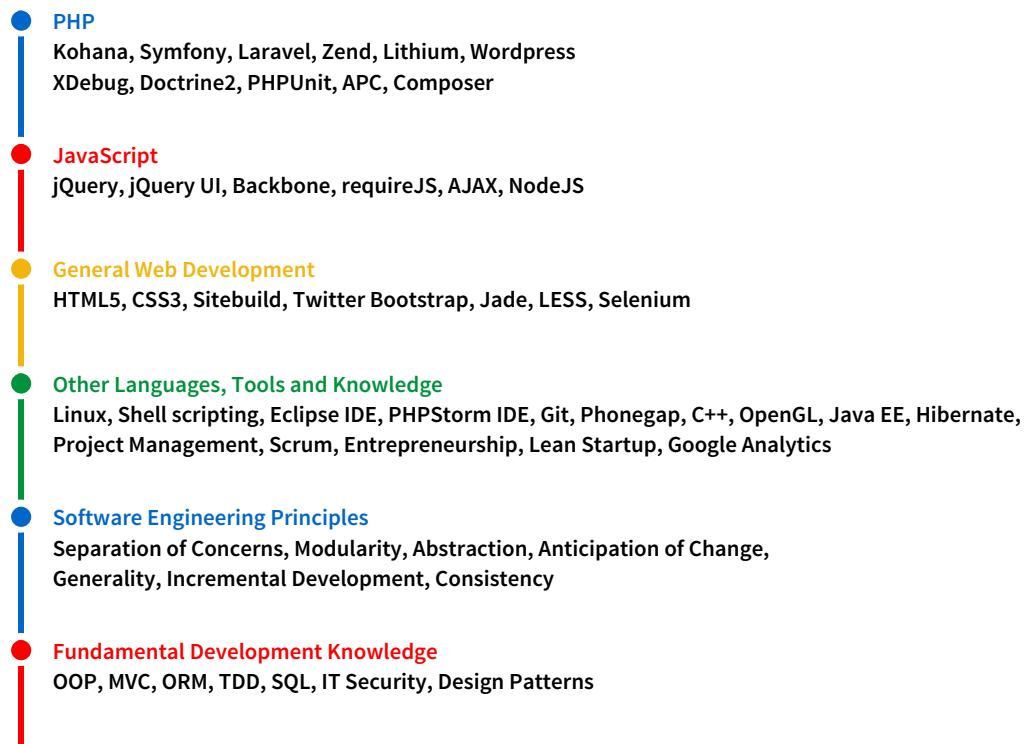 PHP
Kohana, Symfony, Laravel, Zend, Lithium, Wordpress
XDebug, Doctrine2, PHPUnit, APC, Composer
JavaScript
jQuery, jQuery UI, Backbone, requireJS, AJAX, NodeJS
General Web Development
HTML5, CSS3, Sitebuild, Twitter Bootstrap, Jade, LESS, Selenium
Other Languages, Tools and Knowledge
Linux, Shell scripting, Eclipse IDE, PHPStorm IDE, Git, Phonegap, C++, OpenGL, Java EE, Hibernate,
Project Management, Scrum, Entrepreneurship, Lean Startup, Google Analytics
Software Engineering Principles
Separation of Concerns, Modularity, Abstraction, Anticipation of Change,
Generality, Incremental Development, Consistency
Fundamental Development Knowledge
OOP, MVC, ORM, TDD, SQL, IT Security, Design Patterns